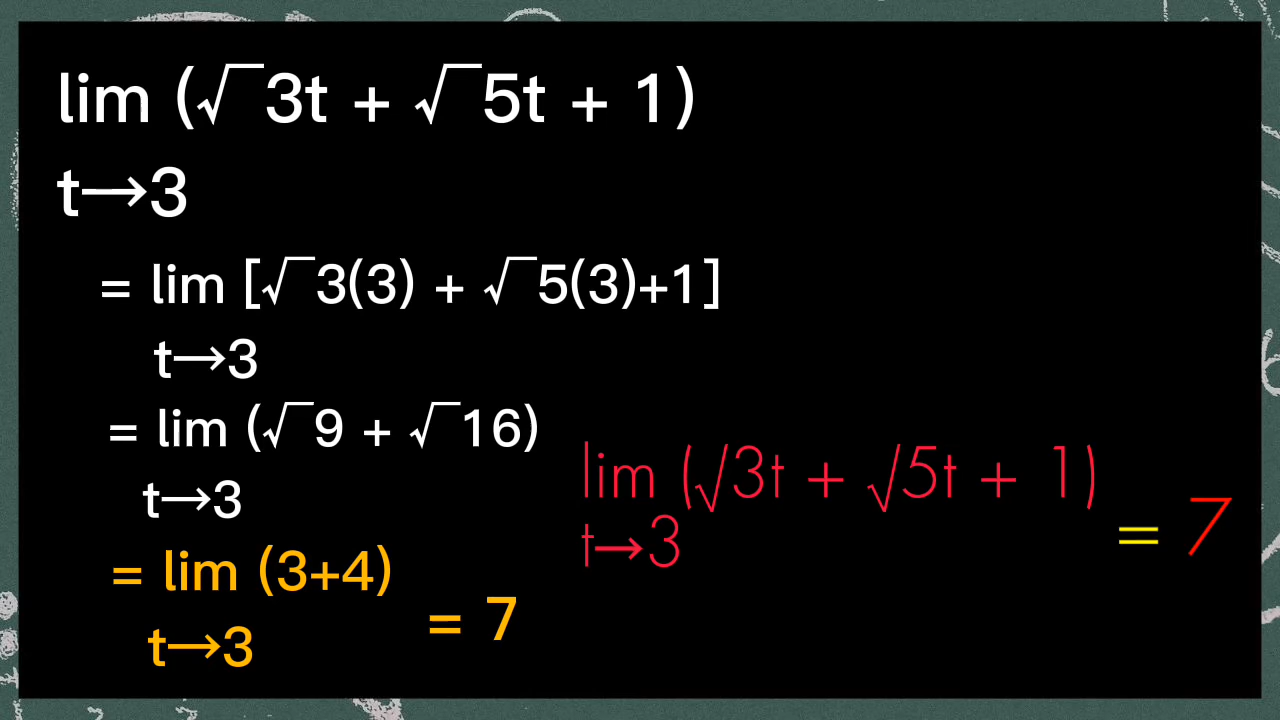 lim (√3t + √5t + 1)
t→3
= lim [√3(3) + √5(3)+1]
t→3
= lim (√9 + √16)
t→3
= lim (3+4)
t→3
= 7
lim (√3t + √5t + 1)
t→3
= 7